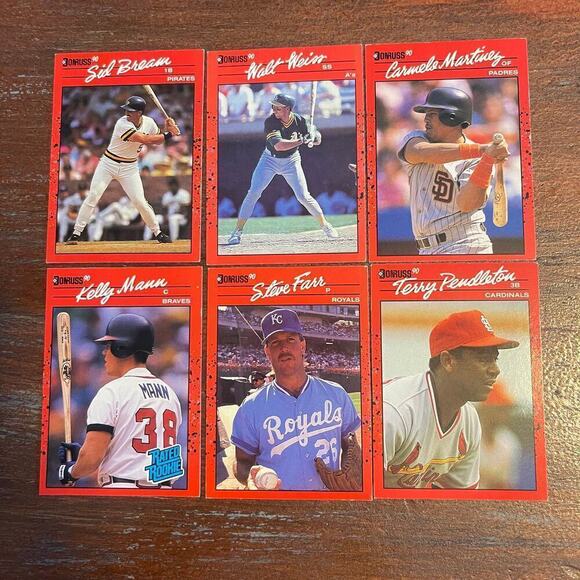 DONRUSS '90
Sid Bream
1B
PIRATES
DONRUSS '90
Walt Weiss
SS
A's
DONRUSS '90
Carmelo Martinez
OF
PADRES
SD
DONRUSS '90
Kelly Mann
C
BRAVES
MANN
38
RATED
ROOKIE
DONRUSS '90
Steve Farr
P
ROYALS
KC
Royals
26
DONRUSS '90
Terry Pendleton
3B
CARDINALS